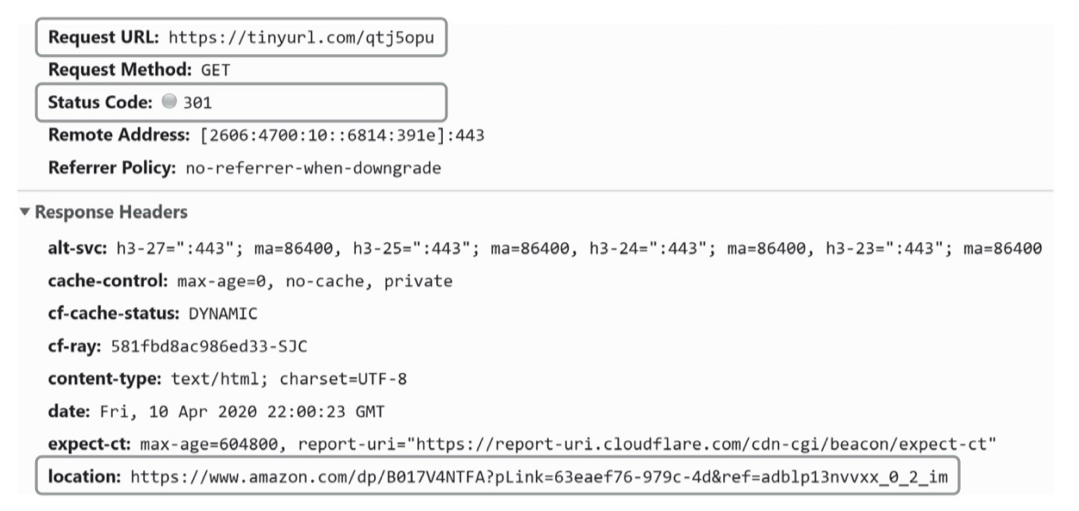 Request URL: https://tinyurl.com/qtj5opu
Request Method: GET
Status Code: 301
Remote Address: [2606:4700:10::6814:391e]:443
Referrer Policy: no-referrer-when-downgrade
Response Headers
alt-svc: h3-27=":443"; ma=86400, h3-25=":443"; ma=86400, h3-24=":443"; ma=86400, h3-23=":443"; ma=86400
cache-control: max-age=0, no-cache, private
cf-cache-status: DYNAMIC
cf-ray: 581fbd8ac986ed33-SJC
content-type: text/html; charset=UTF-8
date: Fri, 10 Apr 2020 22:00:23 GMT
expect-ct: max-age=604800, report-uri="https://report-uri.cloudflare.com/cdn-cgi/beacon/expect-ct"
location: https://www.amazon.com/dp/B017V4NTFA?pLink=63eaef76-979c-4d&ref=adblp13nvvxx_0_2_im